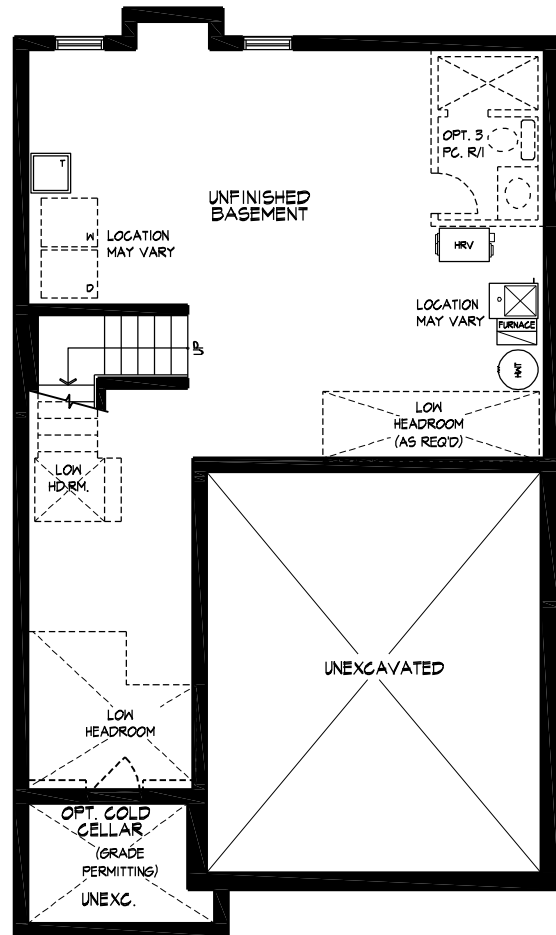 OPT. 3
PC. R/I
T
UNFINISHED
BASEMENT
W
LOCATION
MAY VARY
HRV
D
LOCATION
MAY VARY
FURNACE
HWT
LOW
HEADROOM
(AS REQ'D)
LOW
HD.RM.
UNEXCAVATED
LOW
HEADROOM
OPT. COLD
CELLAR
(GRADE
PERMITTING)
UNEXC.